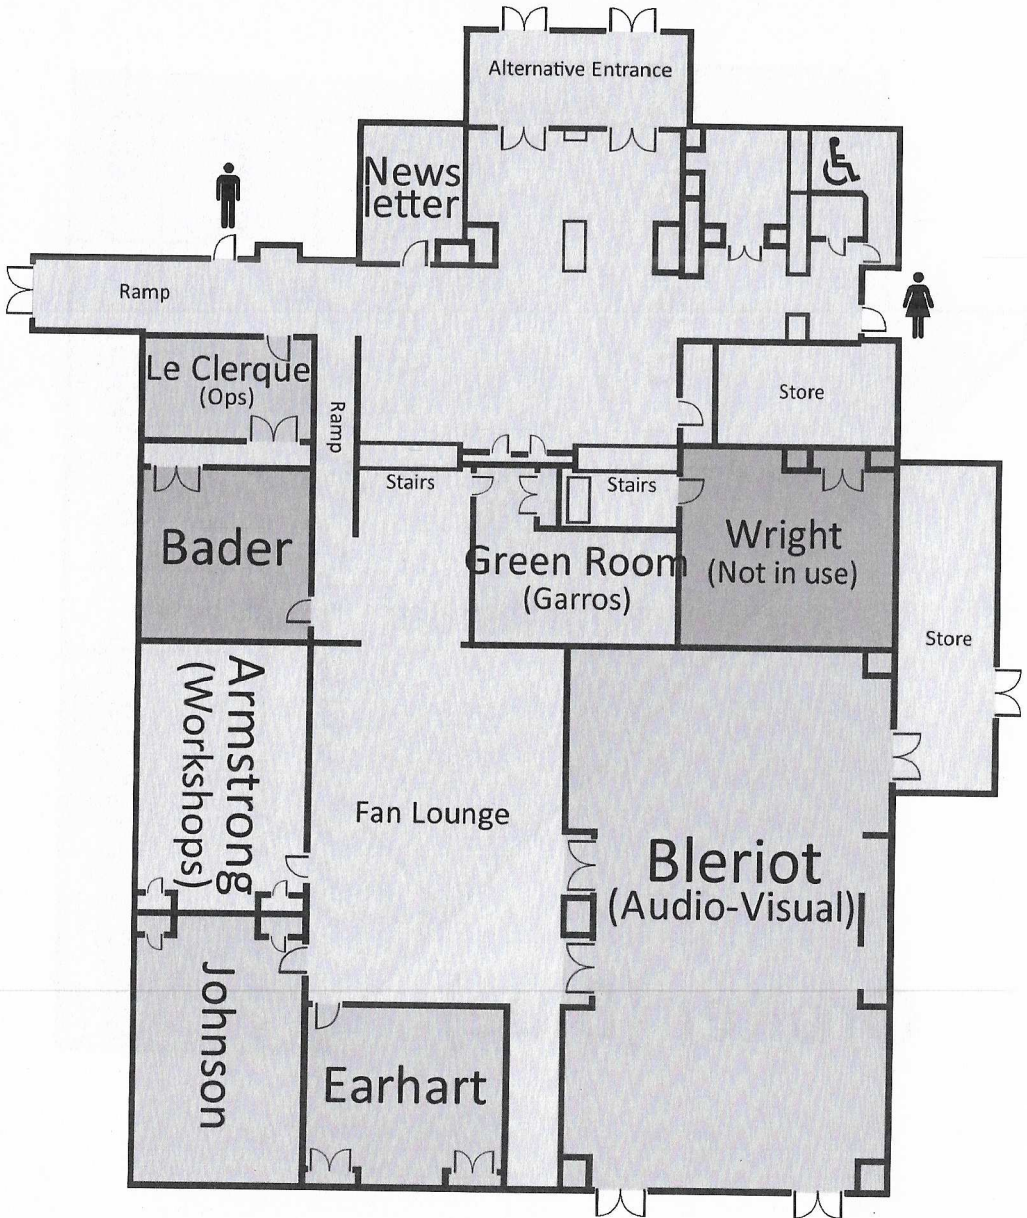 Alternative Entrance
News
letter
Ramp
Le Clerque
(Ops)
Ramp
Store
Stairs
Stairs
Bader
Green Room
(Garros)
Wright
(Not in use)
Store
Armstrong
(Workshops)
Fan Lounge
Bleriot
(Audio-Visual)
Johnson
Earhart